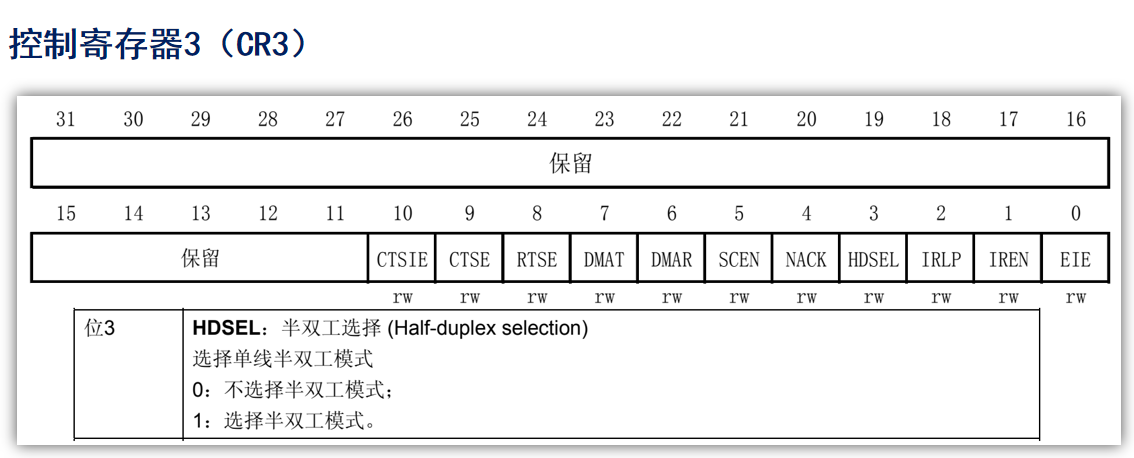 控制寄存器3（CR3）
31 30 29 28 27 26 25 24 23 22 21 20 19 18 17 16
保留
15 14 13 12 11 10 9 8 7 6 5 4 3 2 1 0
保留 CTSIE CTSE RTSE DMAT DMAR SCEN NACK HDSEL IRLP IREN EIE
rw rw rw rw rw rw rw rw rw rw rw
位3 HDSEL：半双工选择 (Half-duplex selection)
选择单线半双工模式
0：不选择半双工模式；
1：选择半双工模式。